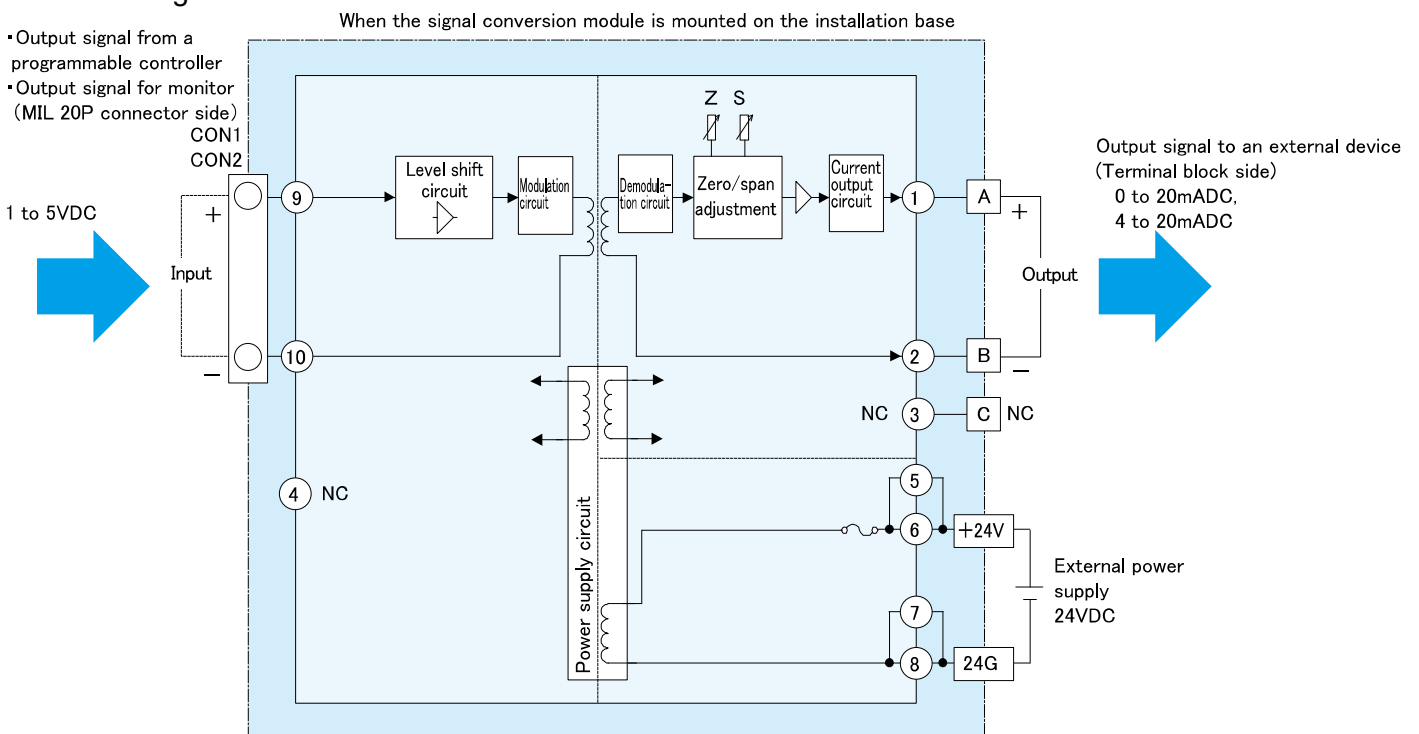 When the signal conversion module is mounted on the installation base
・Output signal from a
programmable controller
・Output signal for monitor
(MIL 20P connector side)
CON1
CON2
1 to 5VDC
+
Input
−
9
10
4
NC
Level shift
circuit
Modulation
circuit
Demodula-
tion circuit
Z
S
Zero/span
adjustment
Current
output
circuit
Power supply circuit
1
2
NC
3
5
6
7
8
A
+
Output
B
−
C
NC
+24V
24G
External power
supply
24VDC
Output signal to an external device
(Terminal block side)
0 to 20mADC,
4 to 20mADC